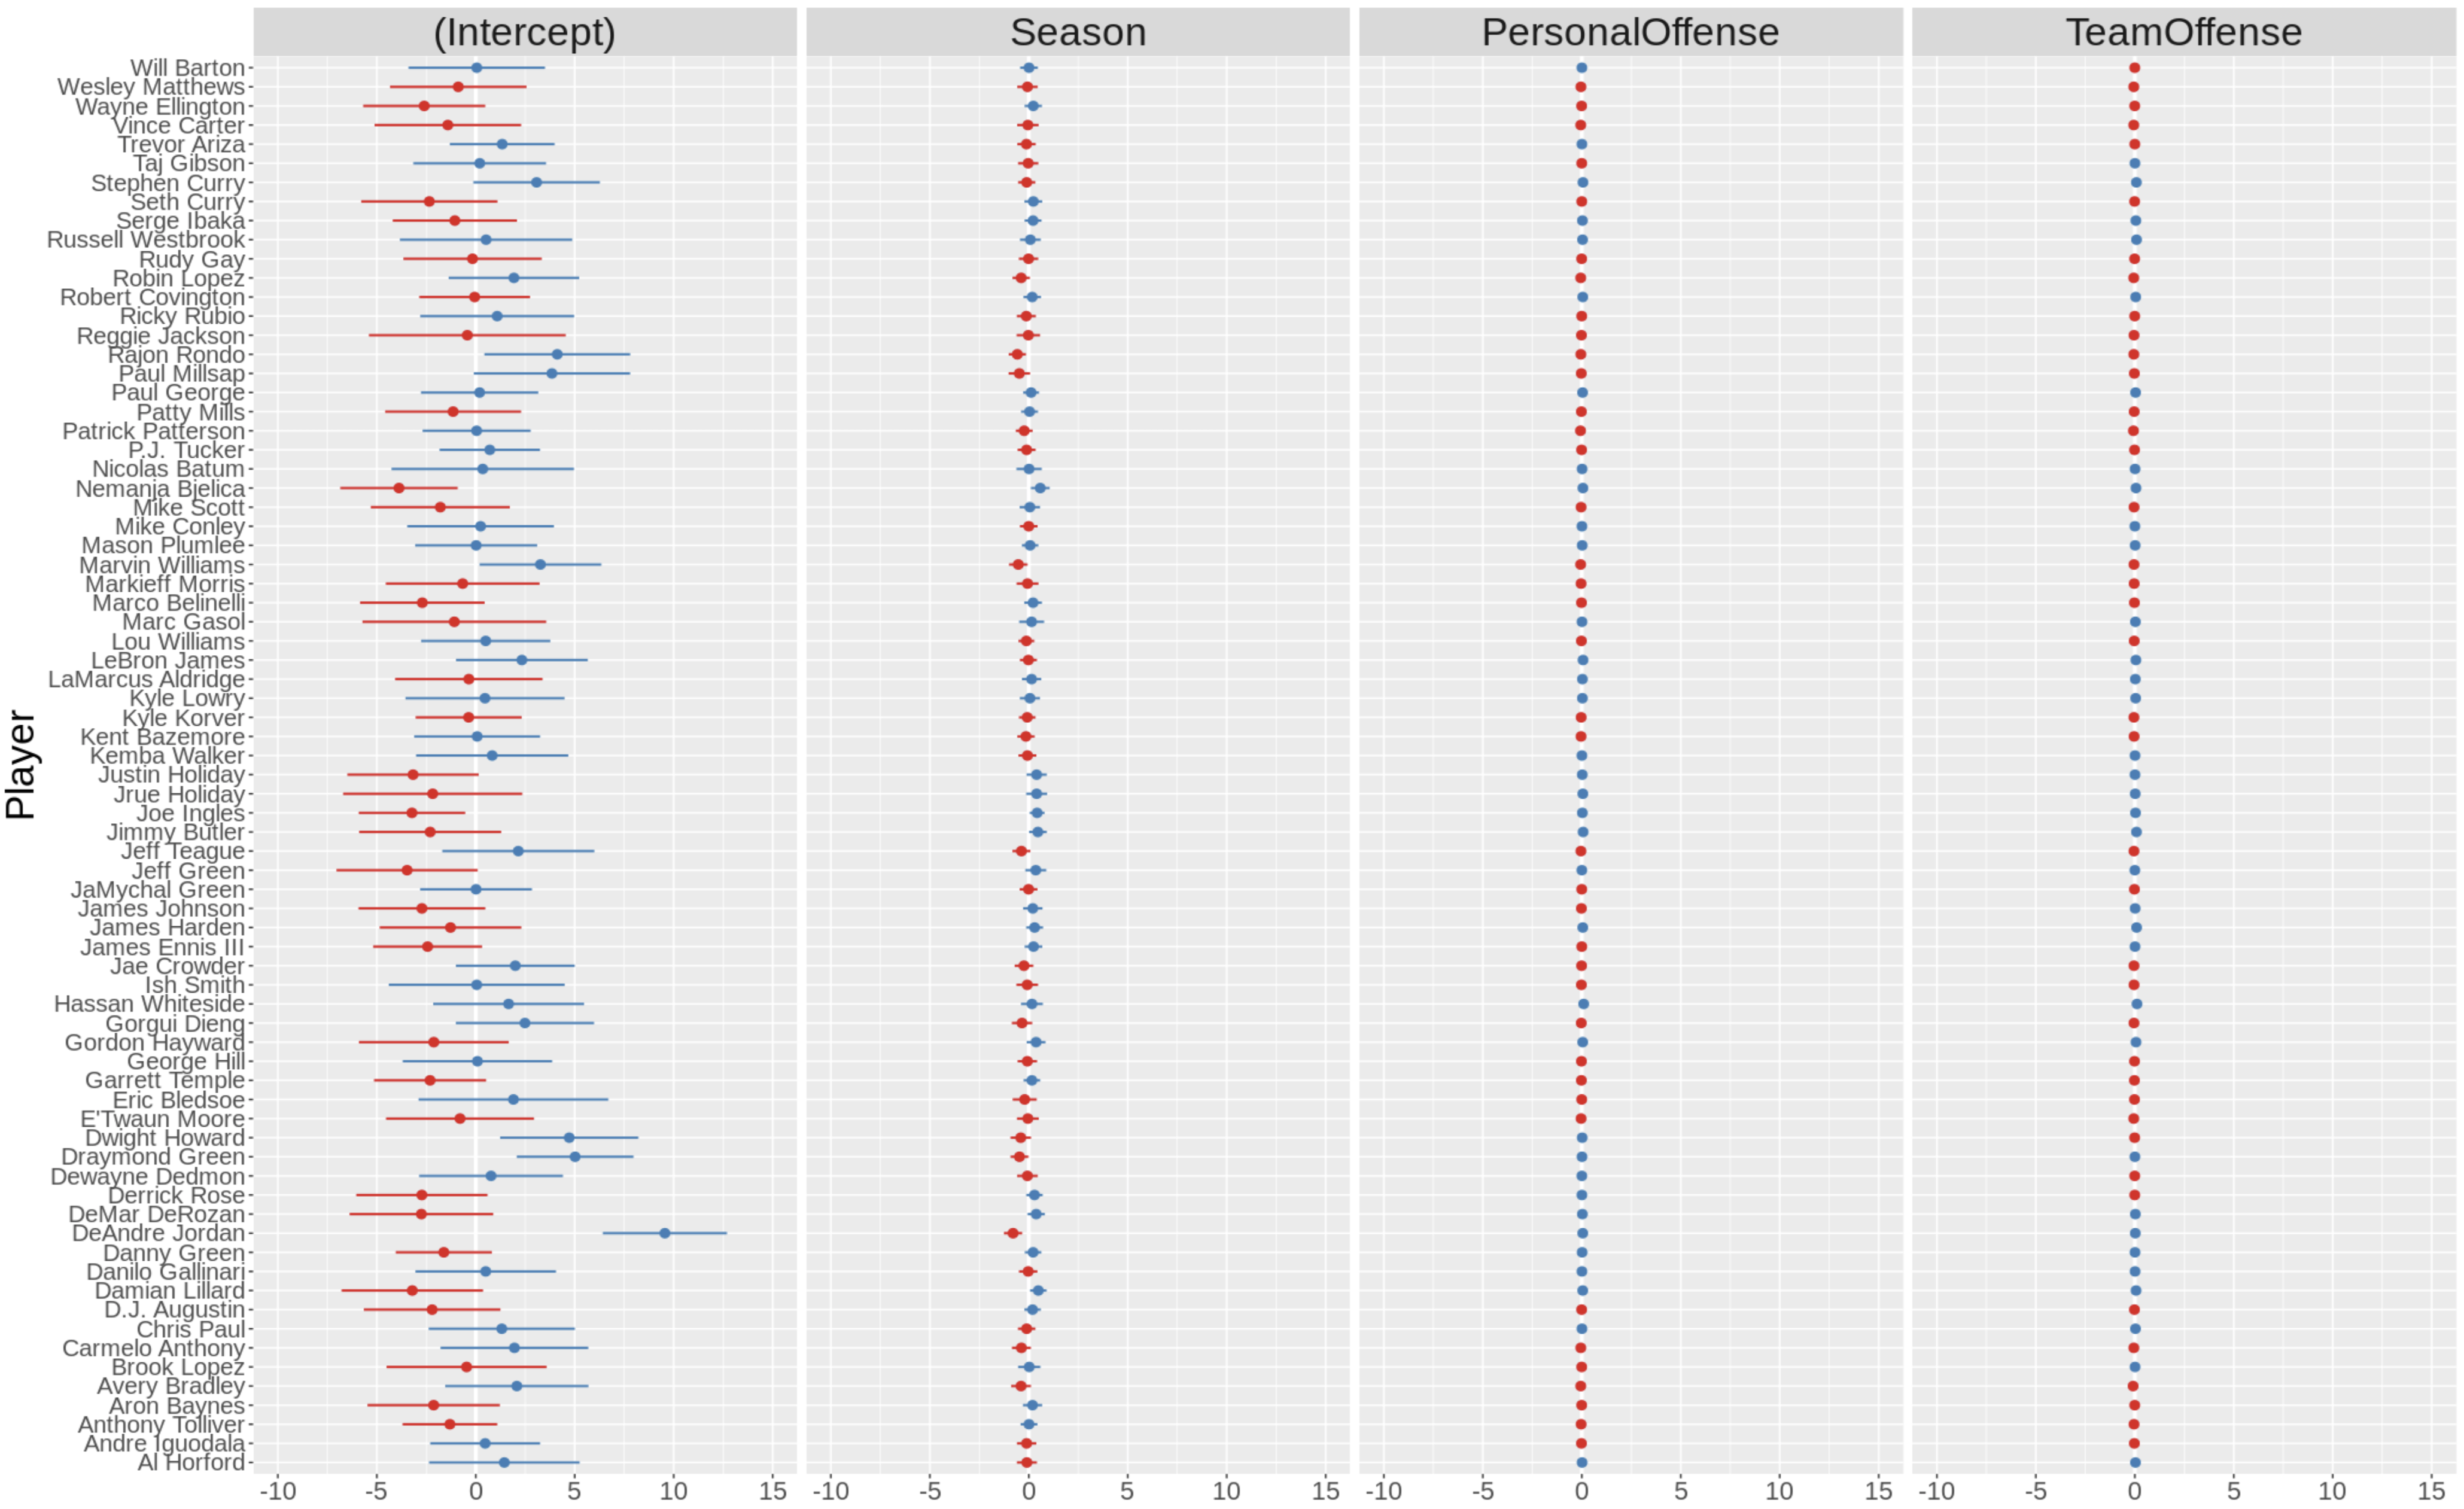 (Intercept) Season PersonalOffense TeamOffense
Will Barton
Wesley Matthews
Wayne Ellington
Vince Carter
Trevor Ariza
Taj Gibson
Stephen Curry
Seth Curry
Serge Ibaka
Russell Westbrook
Rudy Gay
Robin Lopez
Robert Covington
Ricky Rubio
Reggie Jackson
Rajon Rondo
Paul Millsap
Paul George
Patty Mills
Patrick Patterson
P.J. Tucker
Nicolas Batum
Nemanja Bjelica
Mike Scott
Mike Conley
Mason Plumlee
Marvin Williams
Markieff Morris
Marco Belinelli
Marc Gasol
Lou Williams
LeBron James
LaMarcus Aldridge
Kyle Lowry
Kyle Korver
Kent Bazemore
Kemba Walker
Justin Holiday
Jrue Holiday
Joe Ingles
Jimmy Butler
Jeff Teague
Jeff Green
JaMychal Green
James Johnson
James Harden
James Ennis III
Jae Crowder
Ish Smith
Hassan Whiteside
Gorgui Dieng
Gordon Hayward
George Hill
Garrett Temple
Eric Bledsoe
E'Twaun Moore
Dwight Howard
Draymond Green
Dewayne Dedmon
Derrick Rose
DeMar DeRozan
DeAndre Jordan
Danny Green
Danilo Gallinari
Damian Lillard
D.J. Augustin
Chris Paul
Carmelo Anthony
Brook Lopez
Avery Bradley
Aron Baynes
Anthony Tolliver
Andre Iguodala
Al Horford
Player
-10 -5 0 5 10 15 -10 -5 0 5 10 15 -10 -5 0 5 10 15 -10 -5 0 5 10 15